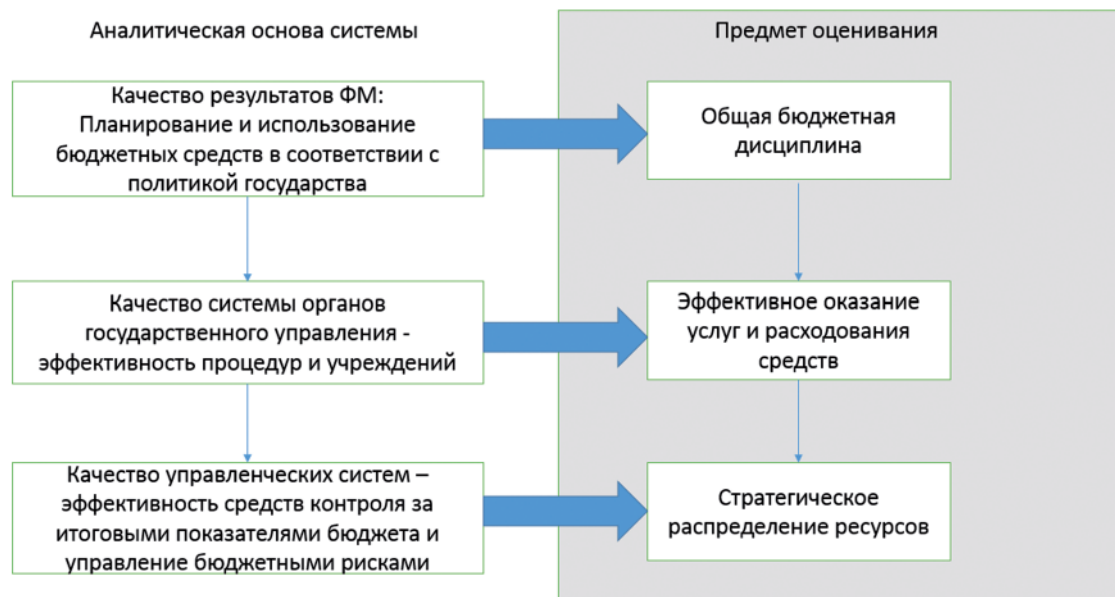 Аналитическая основа системы
Предмет оценивания
Качество результатов ФМ:
Планирование и использование
бюджетных средств в соответствии с
политикой государства
Общая бюджетная
дисциплина
Качество системы органов
государственного управления -
эффективность процедур и учреждений
Эффективное оказание
услуг и расходования
средств
Качество управленческих систем –
эффективность средств контроля за
итоговыми показателями бюджета и
управление бюджетными рисками
Стратегическое
распределение ресурсов